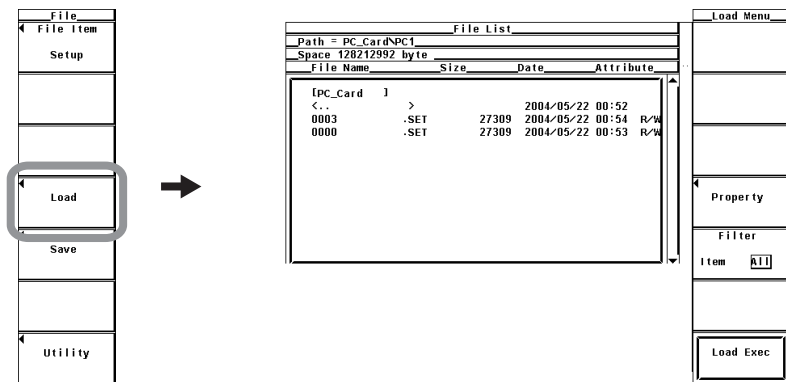 File
File Item
Setup
Load
Save
Utility
File List
Path = PC_Card\PC1
Space 128212992 byte
File Name Size Date Attribute
[PC_Card ]
<.. > 2004/05/22 00:52
0003 .SET 27309 2004/05/22 00:54 R/W
0000 .SET 27309 2004/05/22 00:53 R/W
Load Menu
Property
Filter
Item All
Load Exec